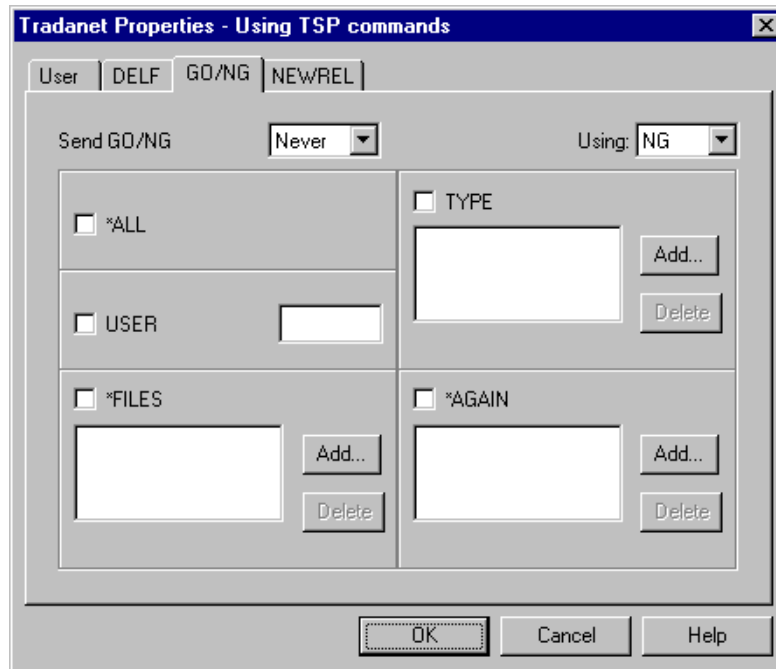 Tradanet Properties - Using TSP commands
User DELF GO/NG NEWREL
Send GO/NG Never Using: NG
*ALL
TYPE
Add...
Delete
USER
*FILES
Add...
Delete
*AGAIN
Add...
Delete
OK Cancel Help